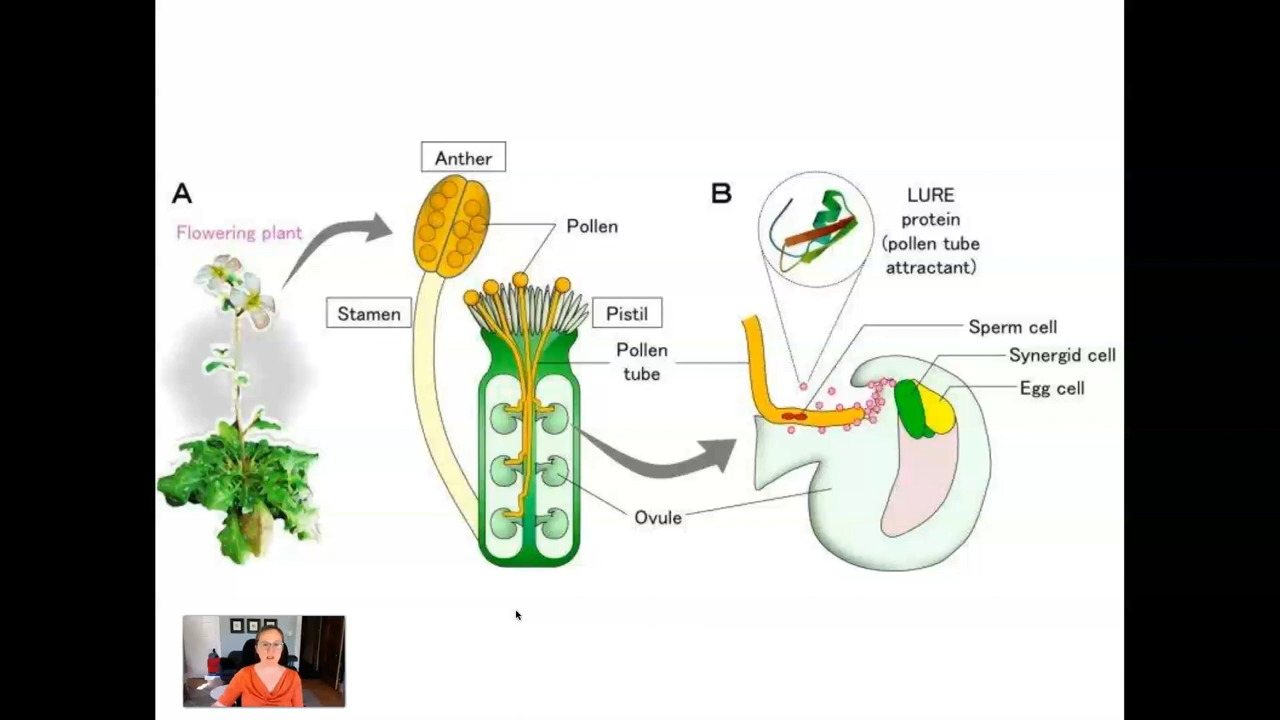 A
Flowering plant
Anther
Pollen
Stamen
Pistil
Pollen
tube
Ovule
B
LURE
protein
(pollen tube
attractant)
Sperm cell
Synergid cell
Egg cell